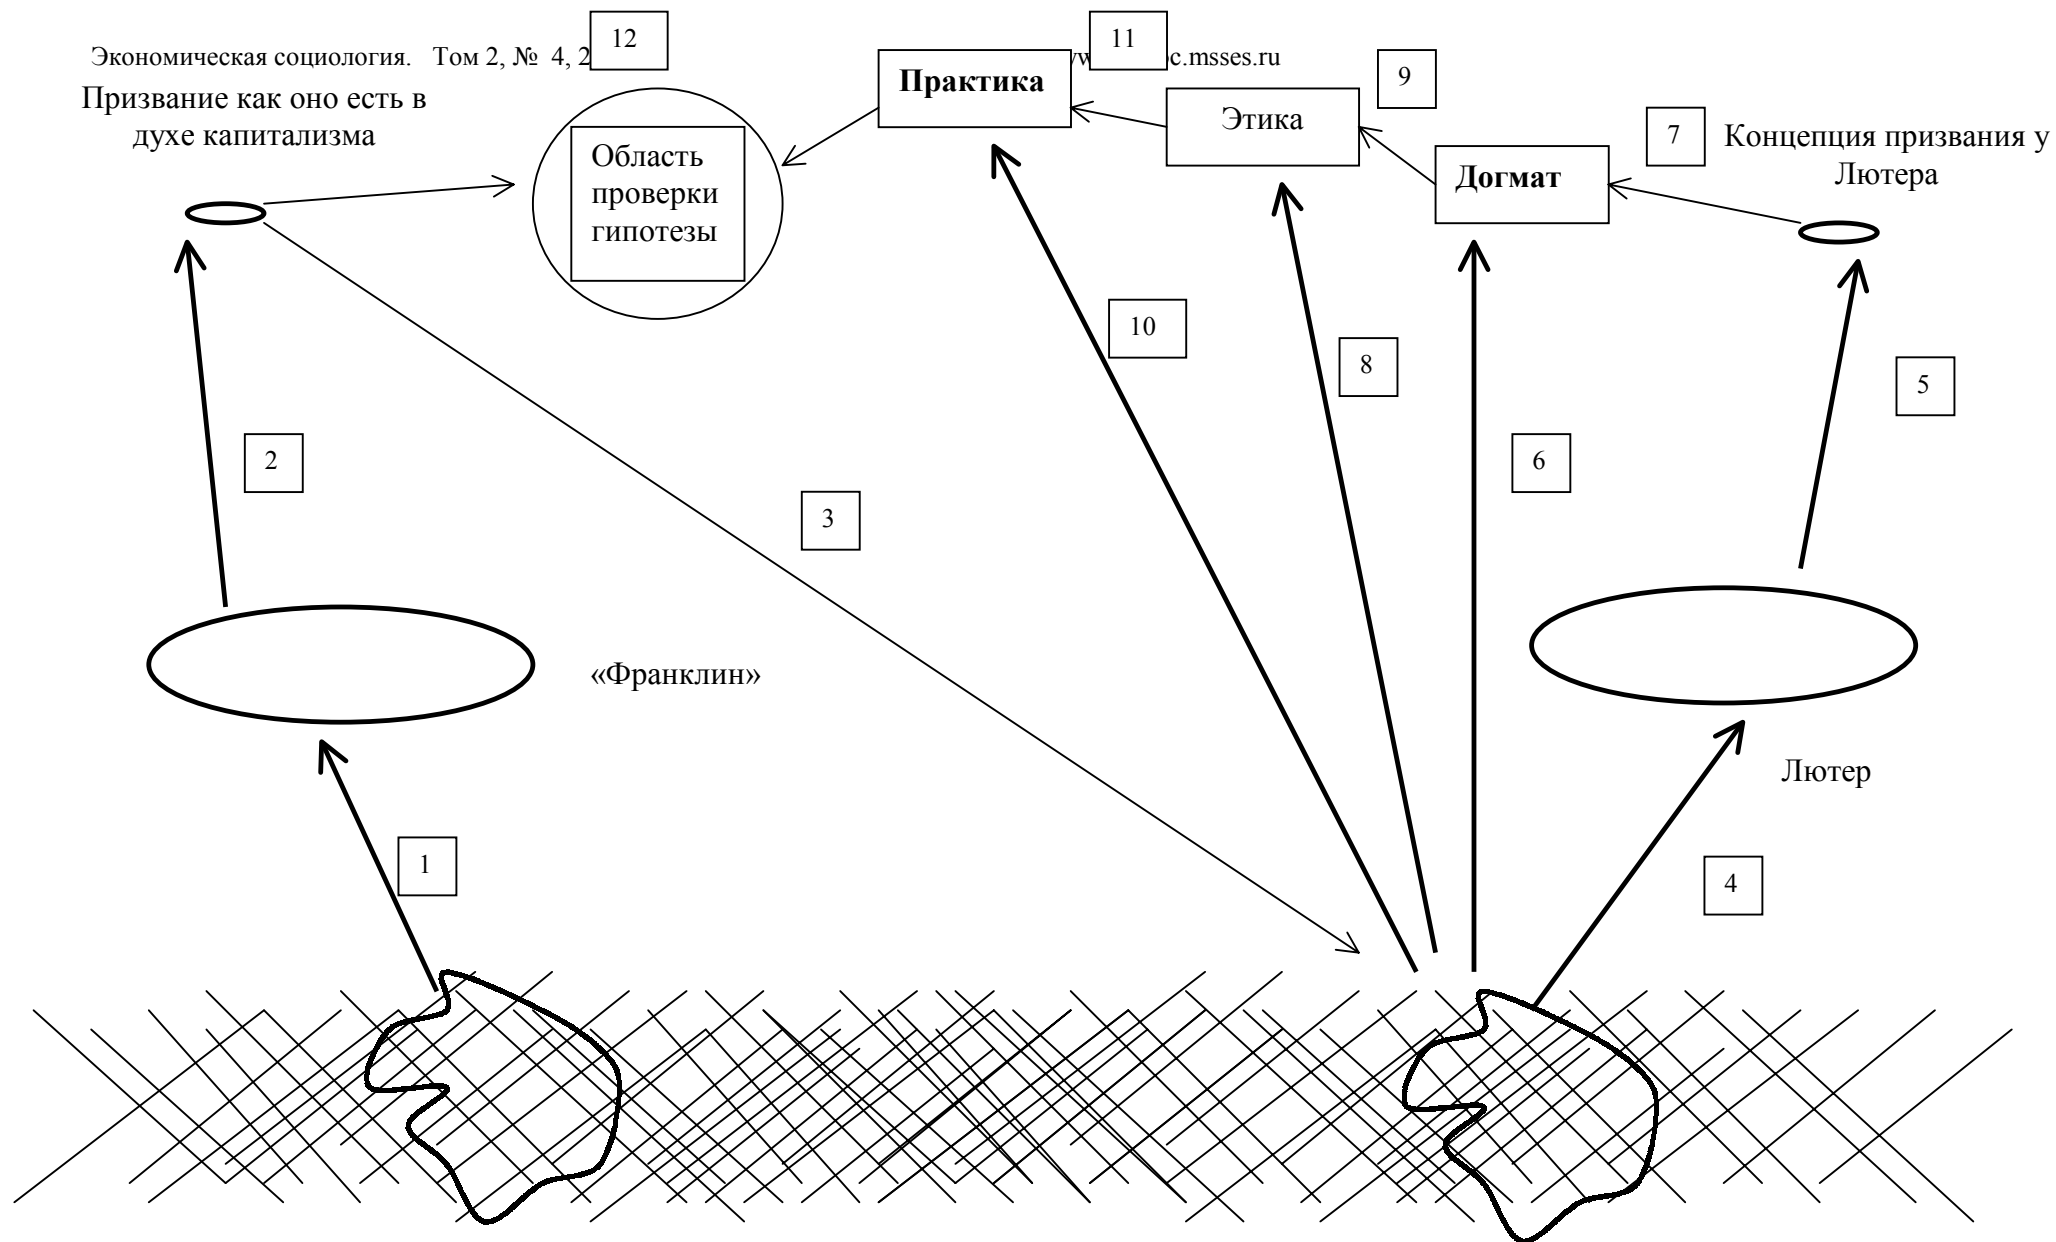 12
11
Экономическая социология. Том 2, № 4, 2
c.msses.ru
Практика
9
Призвание как оно есть в
духе капитализма
Этика
7
Концепция призвания у
Лютера
Область
проверки
гипотезы
Догмат
10
8
5
2
6
3
«Франклин»
Лютер
1
4